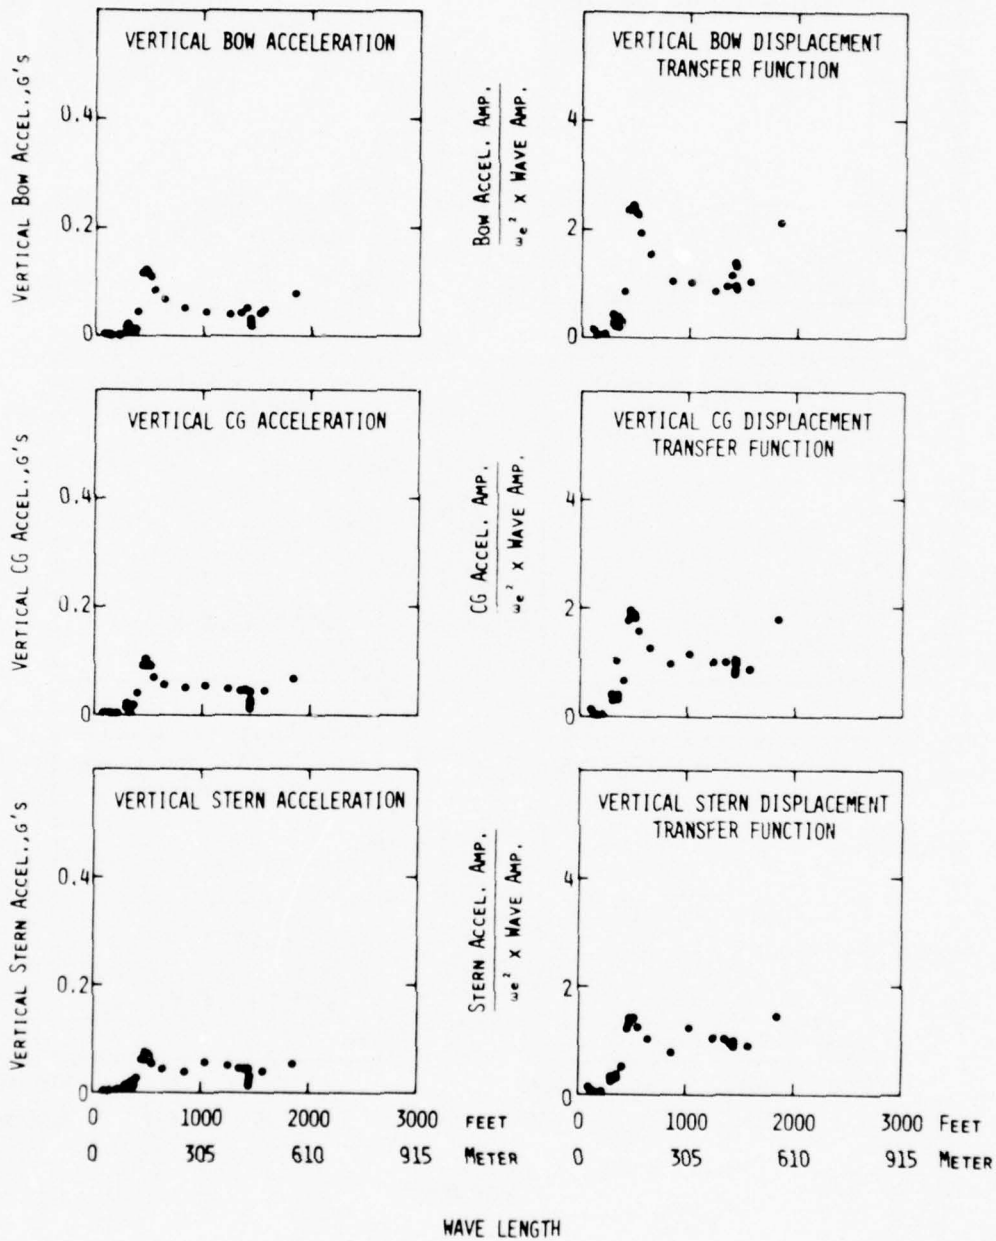 VERTICAL BOW ACCELERATION
VERTICAL BOW ACCEL.,G'S
0.4
0.2
0
VERTICAL BOW DISPLACEMENT
TRANSFER FUNCTION
BOW ACCEL. AMP.
ωe² X WAVE AMP.
4
2
0
VERTICAL CG ACCELERATION
VERTICAL CG ACCEL.,G'S
0.4
0.2
0
VERTICAL CG DISPLACEMENT
TRANSFER FUNCTION
CG ACCEL. AMP.
ωe² X WAVE AMP.
4
2
0
VERTICAL STERN ACCELERATION
VERTICAL STERN ACCEL.,G'S
0.4
0.2
0
VERTICAL STERN DISPLACEMENT
TRANSFER FUNCTION
STERN ACCEL. AMP.
ωe² X WAVE AMP.
4
2
0
0 1000 2000 3000 FEET
0 305 610 915 METER
0 1000 2000 3000 FEET
0 305 610 915 METER
WAVE LENGTH